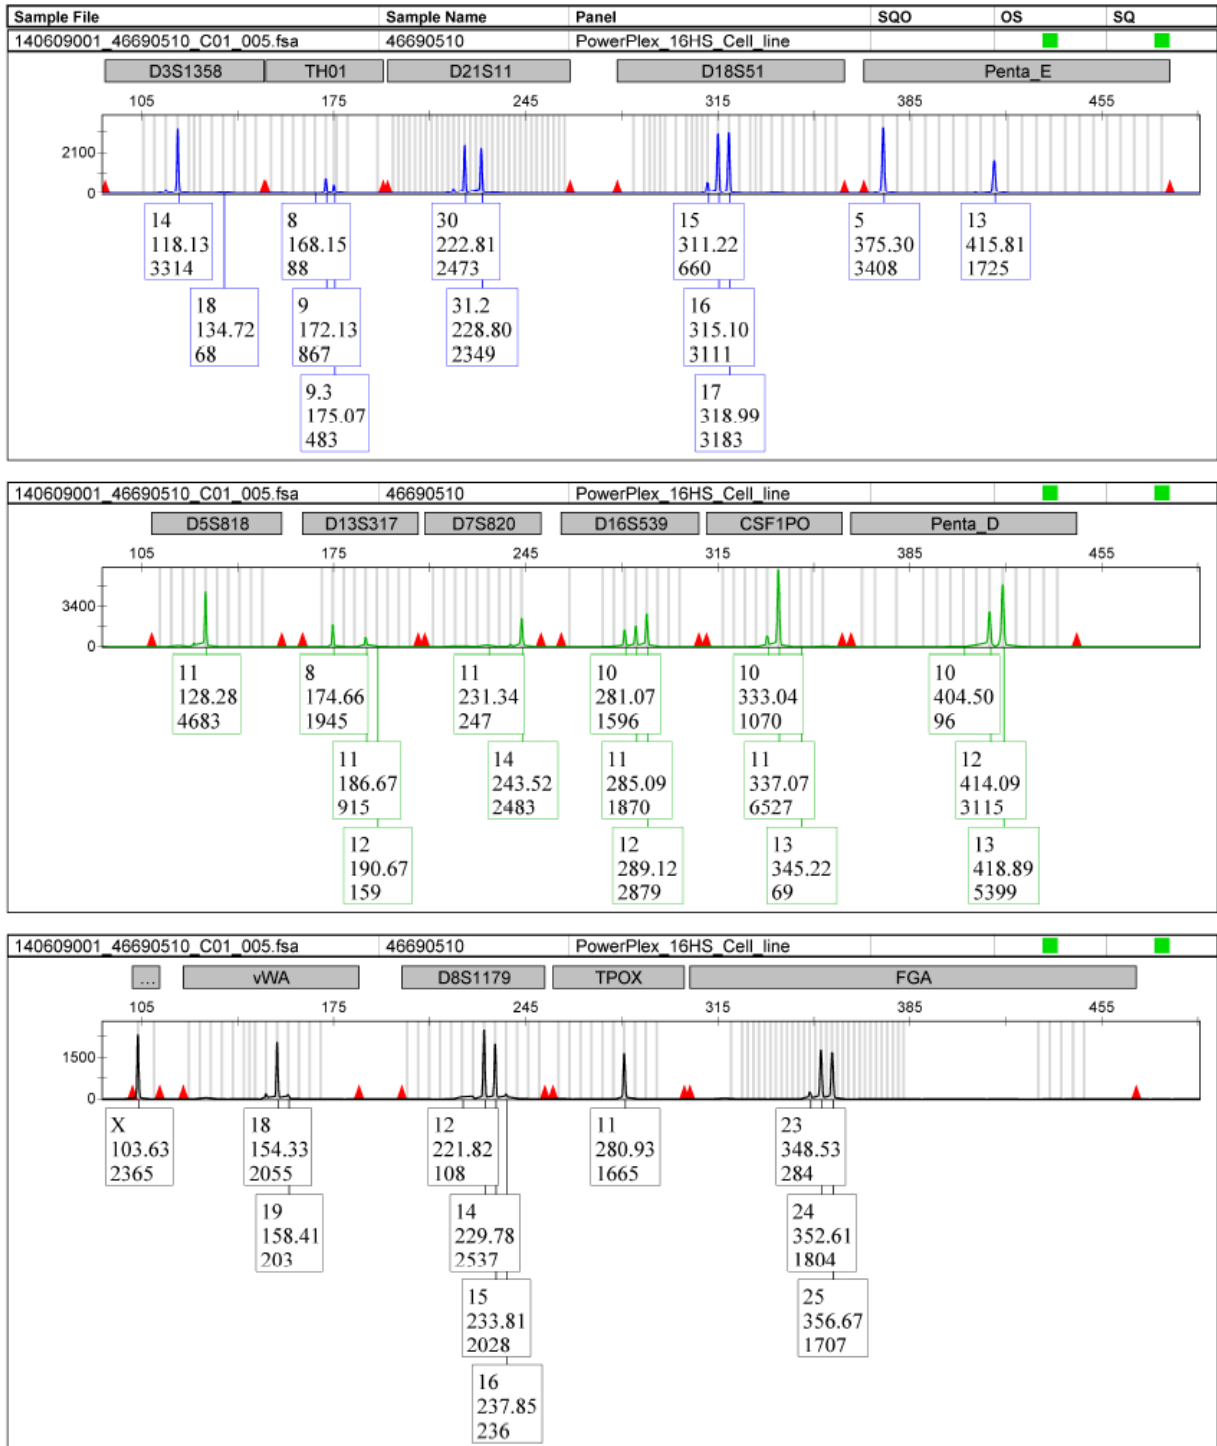 Sample File Sample Name Panel SQO OS SQ
140609001_46690510_C01_005.fsa 46690510 PowerPlex_16HS_Cell_line
D3S1358 TH01 D21S11 D18S51 Penta_E
105 175 245 315 385 455
2100
0
14 8 30 15 5 13
118.13 168.15 222.81 311.22 375.30 415.81
3314 88 2473 660 3408 1725
18 9 31.2 16
134.72 172.13 228.80 315.10
68 867 2349 3111
9.3 17
175.07 318.99
483 3183
140609001_46690510_C01_005.fsa 46690510 PowerPlex_16HS_Cell_line
D5S818 D13S317 D7S820 D16S539 CSF1PO Penta_D
105 175 245 315 385 455
3400
0
11 8 11 10 10 10
128.28 174.66 231.34 281.07 333.04 404.50
4683 1945 247 1596 1070 96
11 14 11 11 12
186.67 243.52 285.09 337.07 414.09
915 2483 1870 6527 3115
12 12 13 13
190.67 289.12 345.22 418.89
159 2879 69 5399
140609001_46690510_C01_005.fsa 46690510 PowerPlex_16HS_Cell_line
... vWA D8S1179 TPOX FGA
105 175 245 315 385 455
1500
0
X 18 12 11 23
103.63 154.33 221.82 280.93 348.53
2365 2055 108 1665 284
19 14 24
158.41 229.78 352.61
203 2537 1804
15 25
233.81 356.67
2028 1707
16
237.85
236